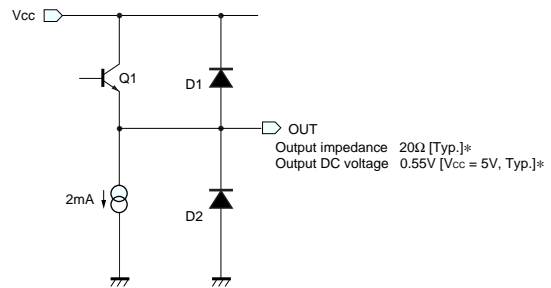 Vcc
Q1
D1
OUT
Output impedance 20Ω [Typ.]*
Output DC voltage 0.55V [Vcc = 5V, Typ.]*
2mA
D2